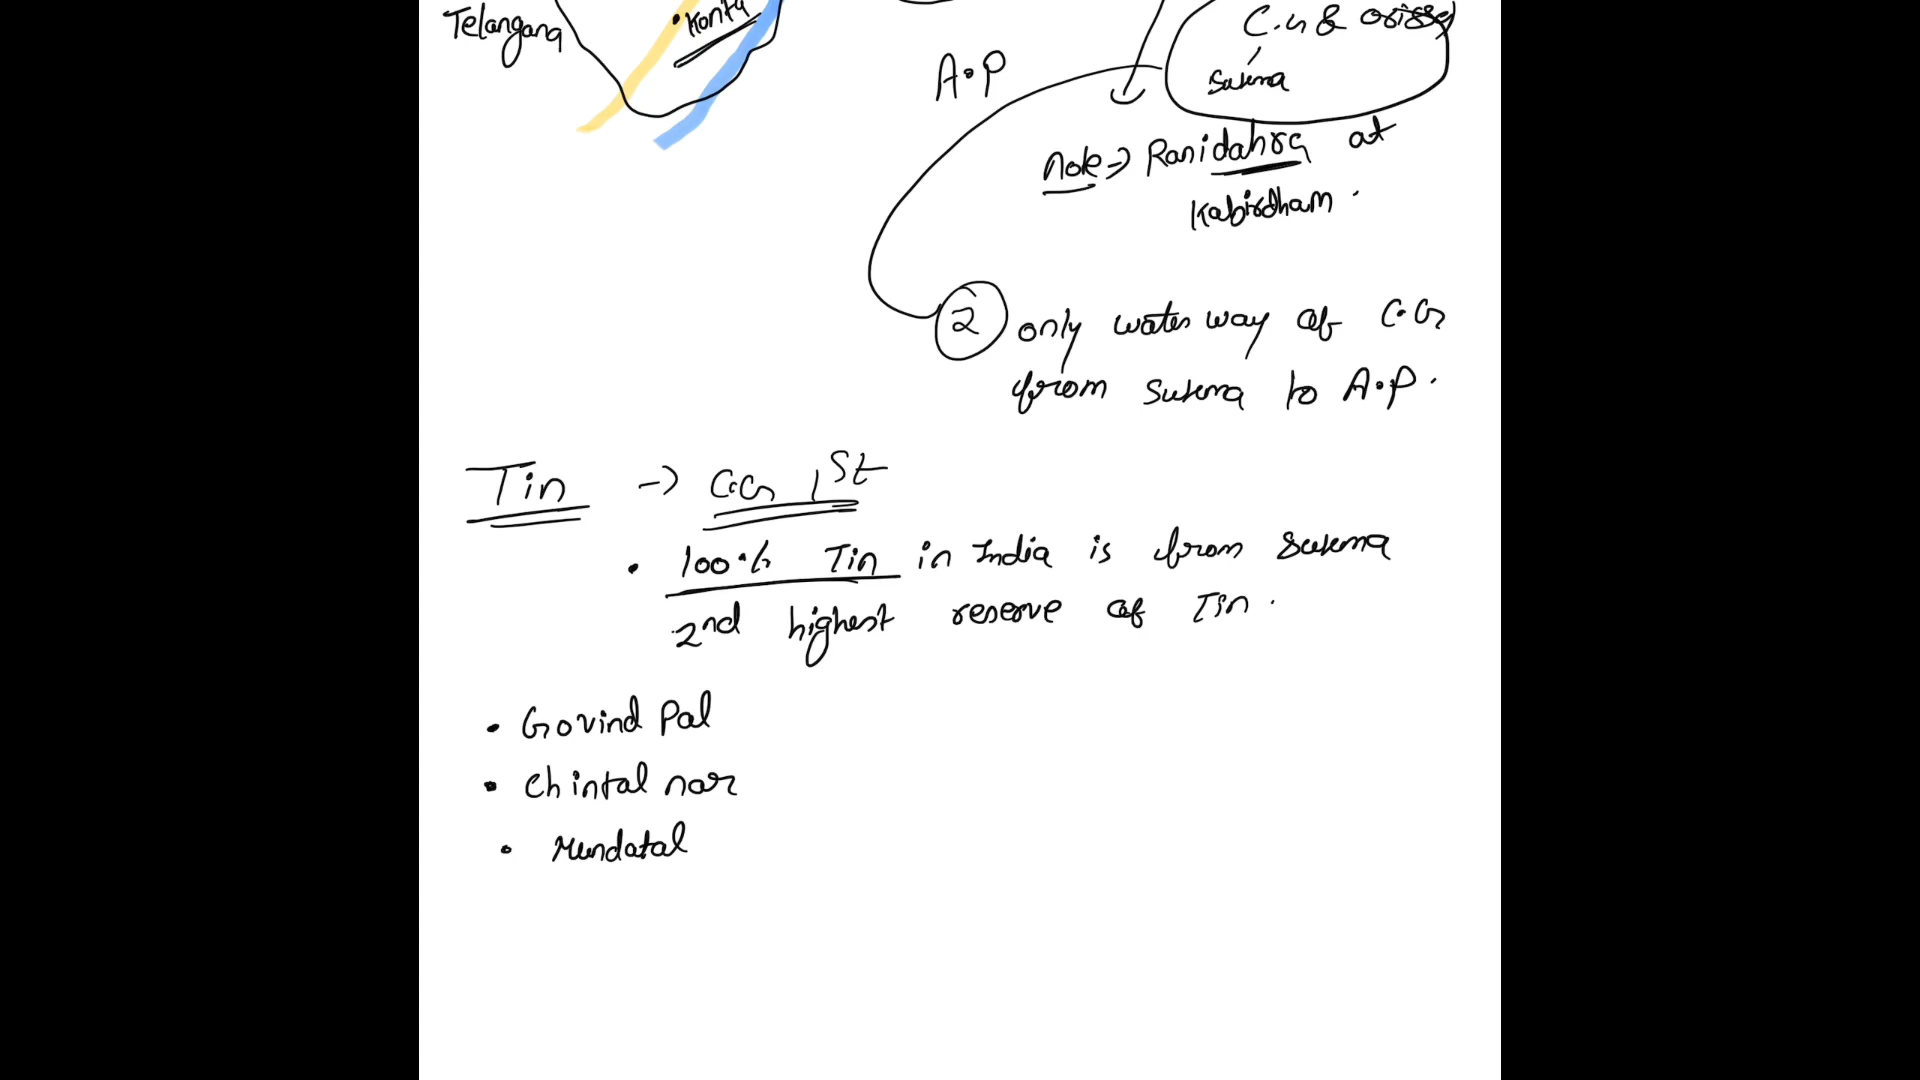 Telangana
Konta
A.P
C.G & orissa
Sukma
Note => Ranidahra at
Kabirdham.
2 only water way of C.G
from Sukma to A.P.
Tin -> C.G 1st
• 100% Tin in India is from Sukma
2nd highest reserve of Tin.
• Govind Pal
• Chintal nar
• Mundatal